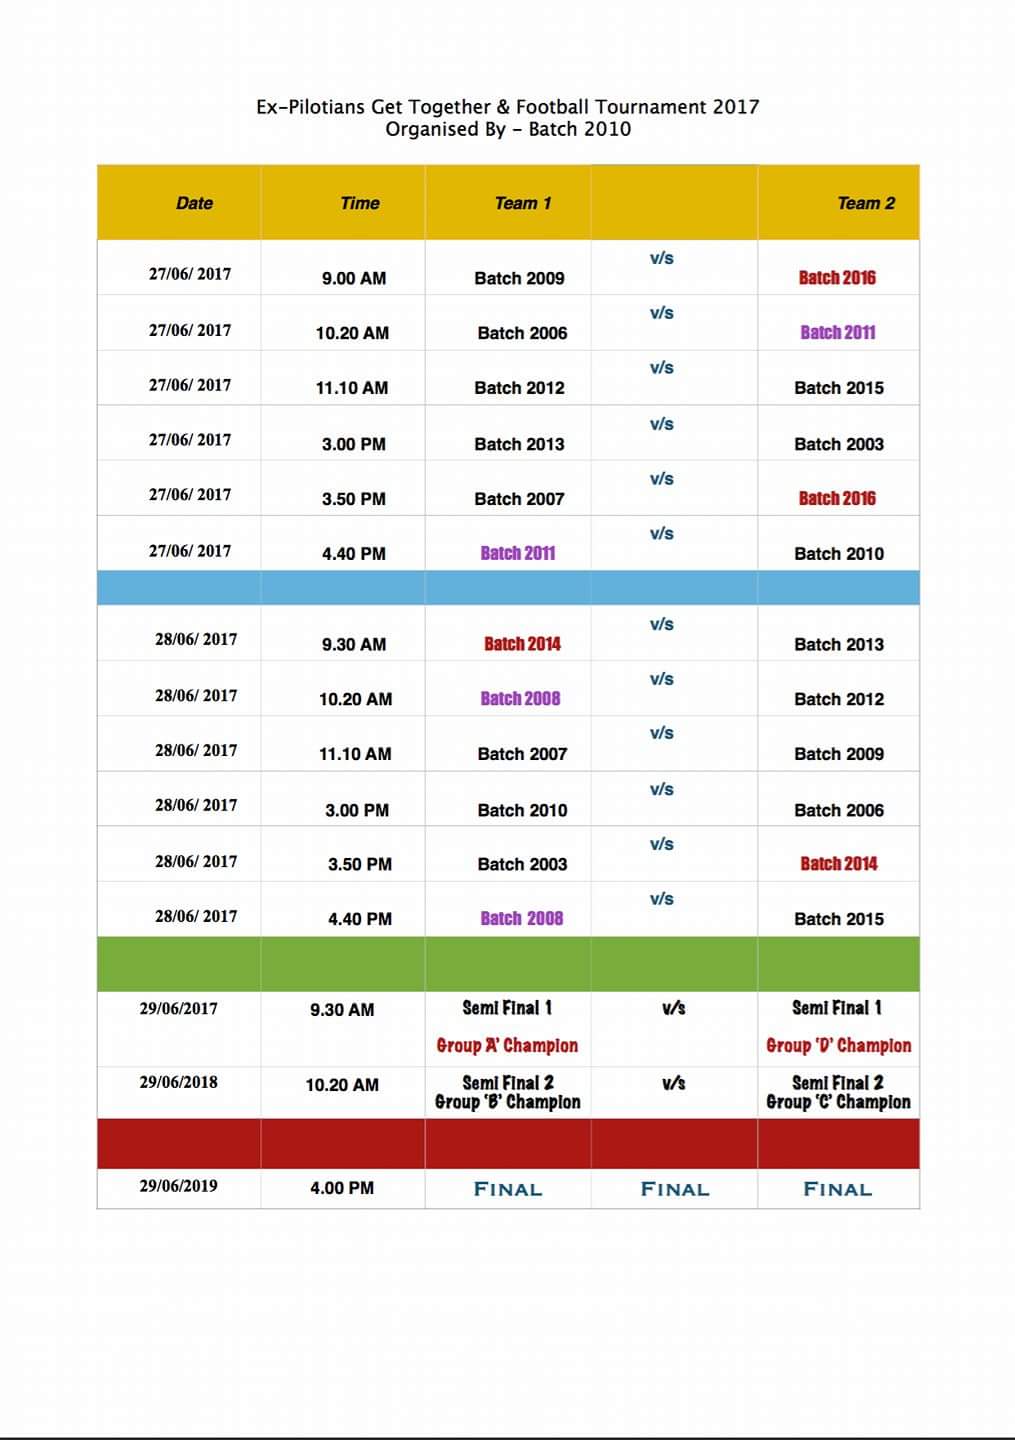 Ex-Pilotians Get Together & Football Tournament 2017
Organised By - Batch 2010
Date Time Team 1 Team 2
27/06/ 2017 9.00 AM Batch 2009 v/s Batch 2016
27/06/ 2017 10.20 AM Batch 2006 v/s Batch 2011
27/06/ 2017 11.10 AM Batch 2012 v/s Batch 2015
27/06/ 2017 3.00 PM Batch 2013 v/s Batch 2003
27/06/ 2017 3.50 PM Batch 2007 v/s Batch 2016
27/06/ 2017 4.40 PM Batch 2011 v/s Batch 2010
28/06/ 2017 9.30 AM Batch 2014 v/s Batch 2013
28/06/ 2017 10.20 AM Batch 2008 v/s Batch 2012
28/06/ 2017 11.10 AM Batch 2007 v/s Batch 2009
28/06/ 2017 3.00 PM Batch 2010 v/s Batch 2006
28/06/ 2017 3.50 PM Batch 2003 v/s Batch 2014
28/06/ 2017 4.40 PM Batch 2008 v/s Batch 2015
29/06/2017 9.30 AM Semi Final 1 v/s Semi Final 1
Group 'A' Champion Group 'D' Champion
29/06/2018 10.20 AM Semi Final 2 v/s Semi Final 2
Group 'B' Champion Group 'C' Champion
29/06/2019 4.00 PM FINAL FINAL FINAL